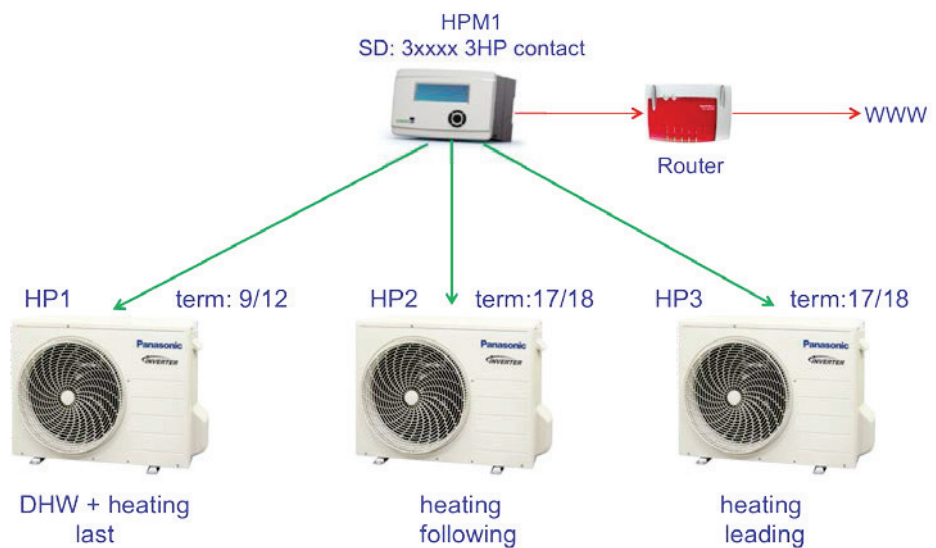 HPM1
SD: 3xxxx 3HP contact
WWW
Router
HP1 term: 9/12
HP2 term:17/18
HP3 term:17/18
Panasonic
INVERTER
Panasonic
INVERTER
Panasonic
INVERTER
DHW + heating
last
heating
following
heating
leading